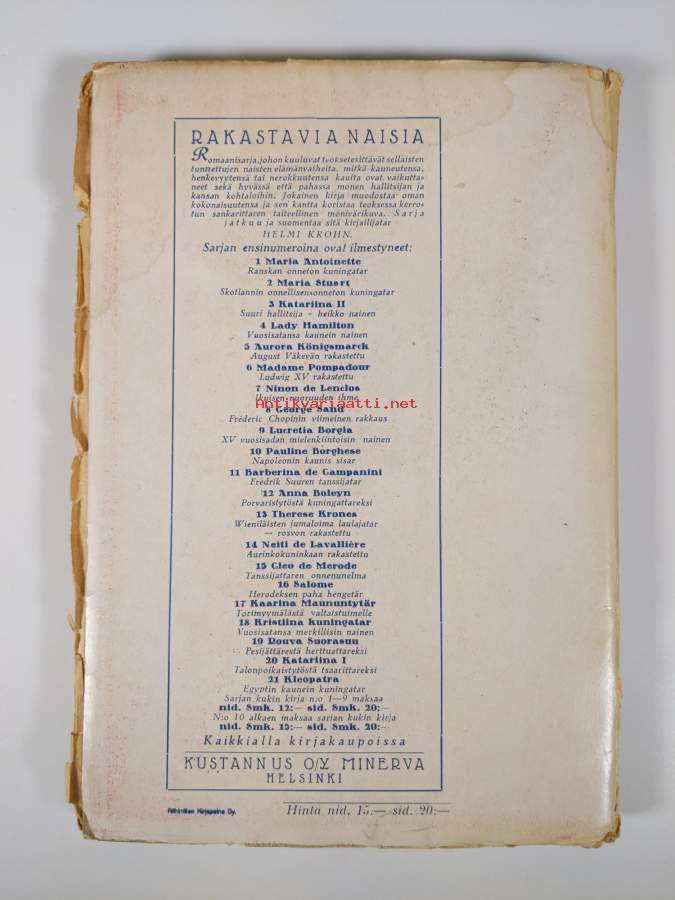 RAKASTAVIA NAISIA
Romaanisarja, johon kuuluvat teokset esittävät sellaisten
tunnettujen naisten elämänvaiheita, mitkä kauneutensa,
henkevyytensä tai nerokkuutensa kautta ovat vaikutta-
neet sekä hyvässä että pahassa monen hallitsijan ja
kansan kohtaloihin. Jokainen kirja muodostaa oman
kokonaisuutensa ja sen kantta koristaa teoksessa kerro-
tun sankarittaren taiteellinen monivärikuva. Sarja
jatkuu ja suomentaa sitä kirjailijatar
HELMI KROHN.
Sarjan ensinumeroina ovat ilmestyneet:
1 Maria Antoinette
Ranskan onneton kuningatar
2 Maria Stuart
Skotlannin onnellisen-onneton kuningatar
3 Katariina II
Suuri hallitsija – heikko nainen
4 Lady Hamilton
Vuosisatansa kaunein nainen
5 Aurora Königsmarck
August Väkevän rakastettu
6 Madame Pompadour
Ludwig XV rakastettu
7 Ninon de Lenclos
Ikuisen nuoruuden ihme
Antikvariaatti.net
8 George Sand
Fréderic Chopinin viimeinen rakkaus
9 Lucretia Borgia
XV vuosisadan mielenkiintoisin nainen
10 Pauline Borghese
Napoleonin kaunis sisar
11 Barberina de Campanini
Fredrik Suuren tanssijatar
12 Anna Boleyn
Porvaristytöstä kuningattareksi
13 Therese Krones
Wieniläisten jumaloima laulajatar
— rosvon rakastettu
14 Neiti de Lavallière
Aurinkokuninkaan rakastettu
15 Cleo de Merode
Tanssijattaren onnenunelma
16 Salome
Herodeksen paha hengetär
17 Kaarina Maununtytär
Torimyymälästä valtaistuimelle
18 Kristiina kuningatar
Vuosisatansa merkillisin nainen
19 Rouva Suorasuu
Pesijättärestä herttuattareksi
20 Katariina I
Talonpoikaistytöstä tsaarittareksi
21 Kleopatra
Egyptin kaunein kuningatar
Sarjan kukin kirja n:o 1—9 maksaa
nid. Smk. 12:— sid. Smk. 20:—
N:o 10 alkaen maksaa sarjan kukin kirja
nid. Smk. 15:— sid. Smk. 20:—
Kaikkialla kirjakaupoissa
KUSTANNUS O/Y. MINERVA
HELSINKI
Riihimäen Kirjapaino Oy.
Hinta nid. 15.— sid. 20:—